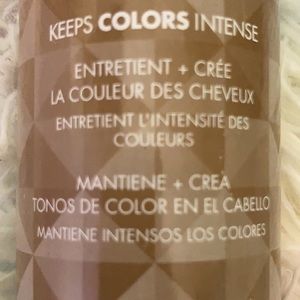 KEEPS COLORS INTENSE
ENTRETIENT + CRÉE
LA COULEUR DES CHEVEUX
ENTRETIENT L'INTENSITÉ DES
COULEURS
MANTIENE + CREÀ
TONOS DE COLOR EN EL CABELLO
MANTIENE INTENSOS LOS COLORES